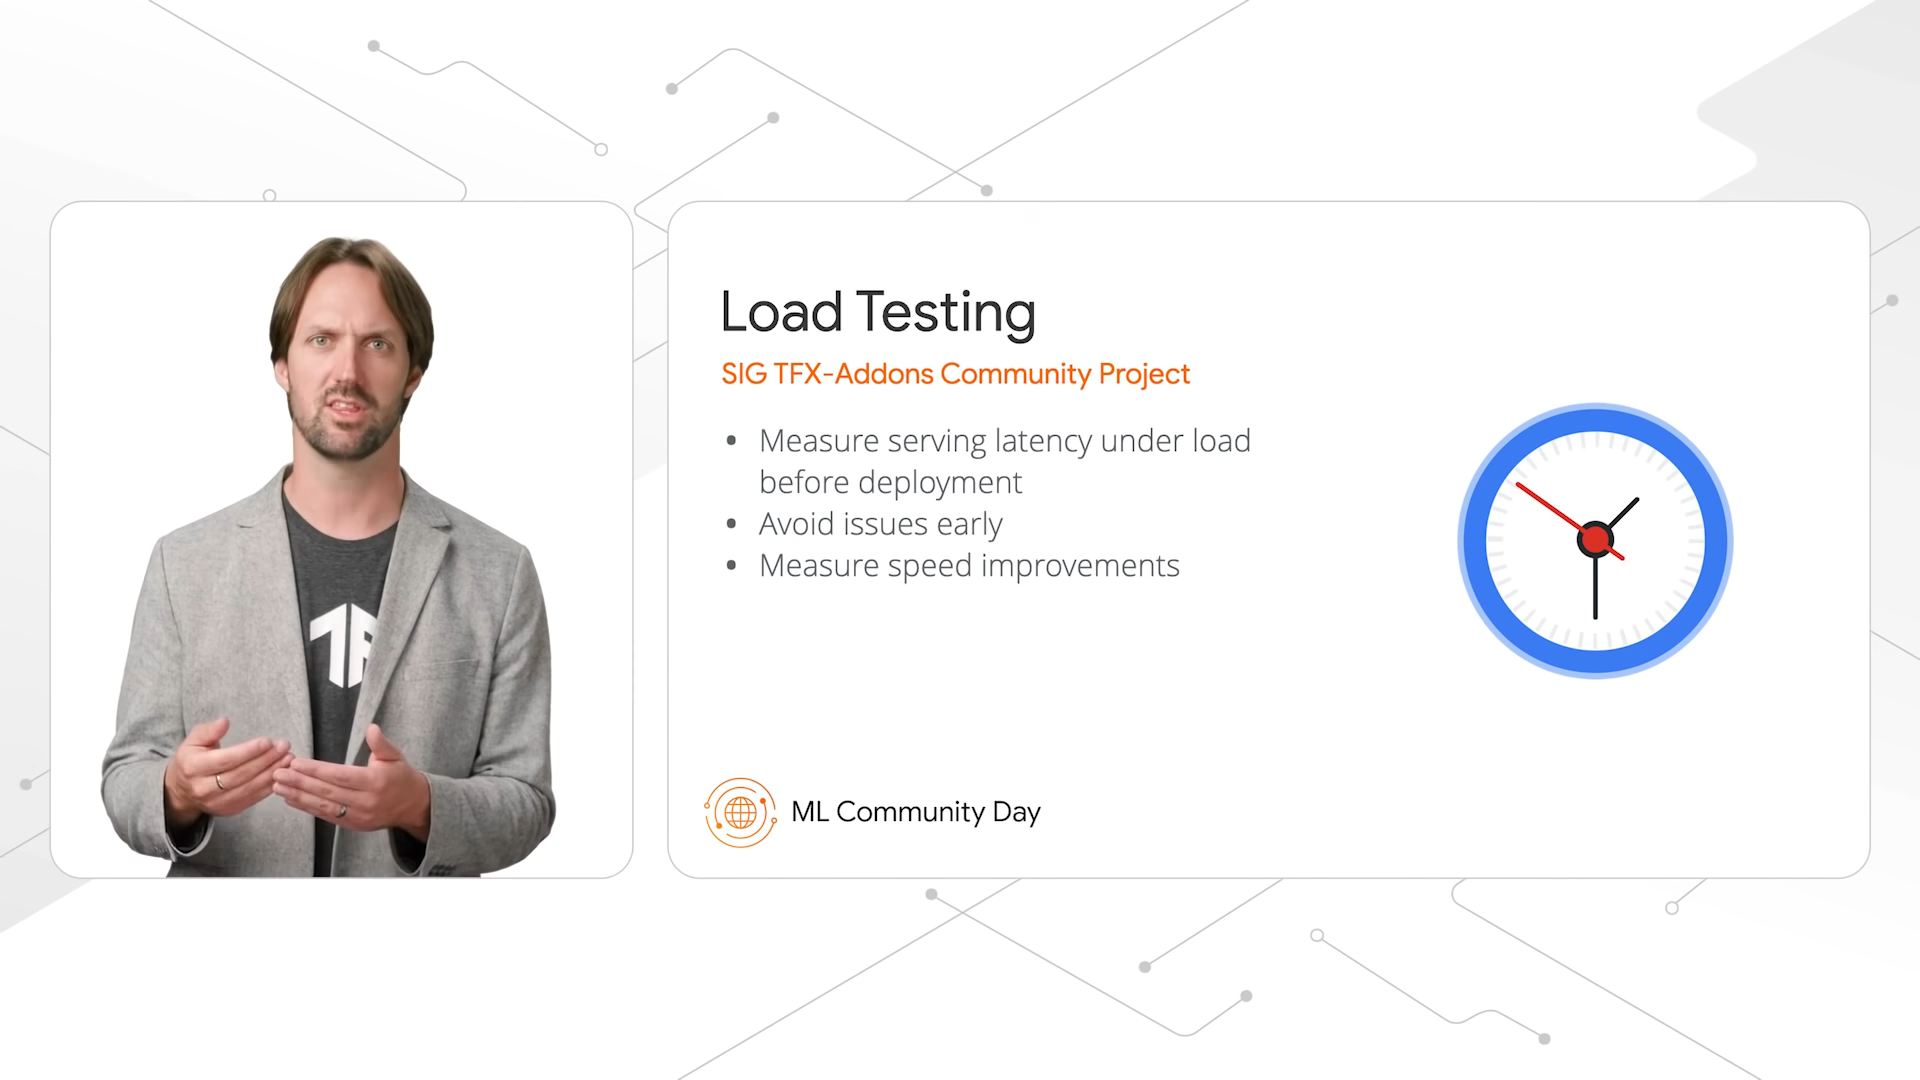 Load Testing
SIG TFX-Addons Community Project
• Measure serving latency under load
before deployment
• Avoid issues early
• Measure speed improvements
ML Community Day
TF